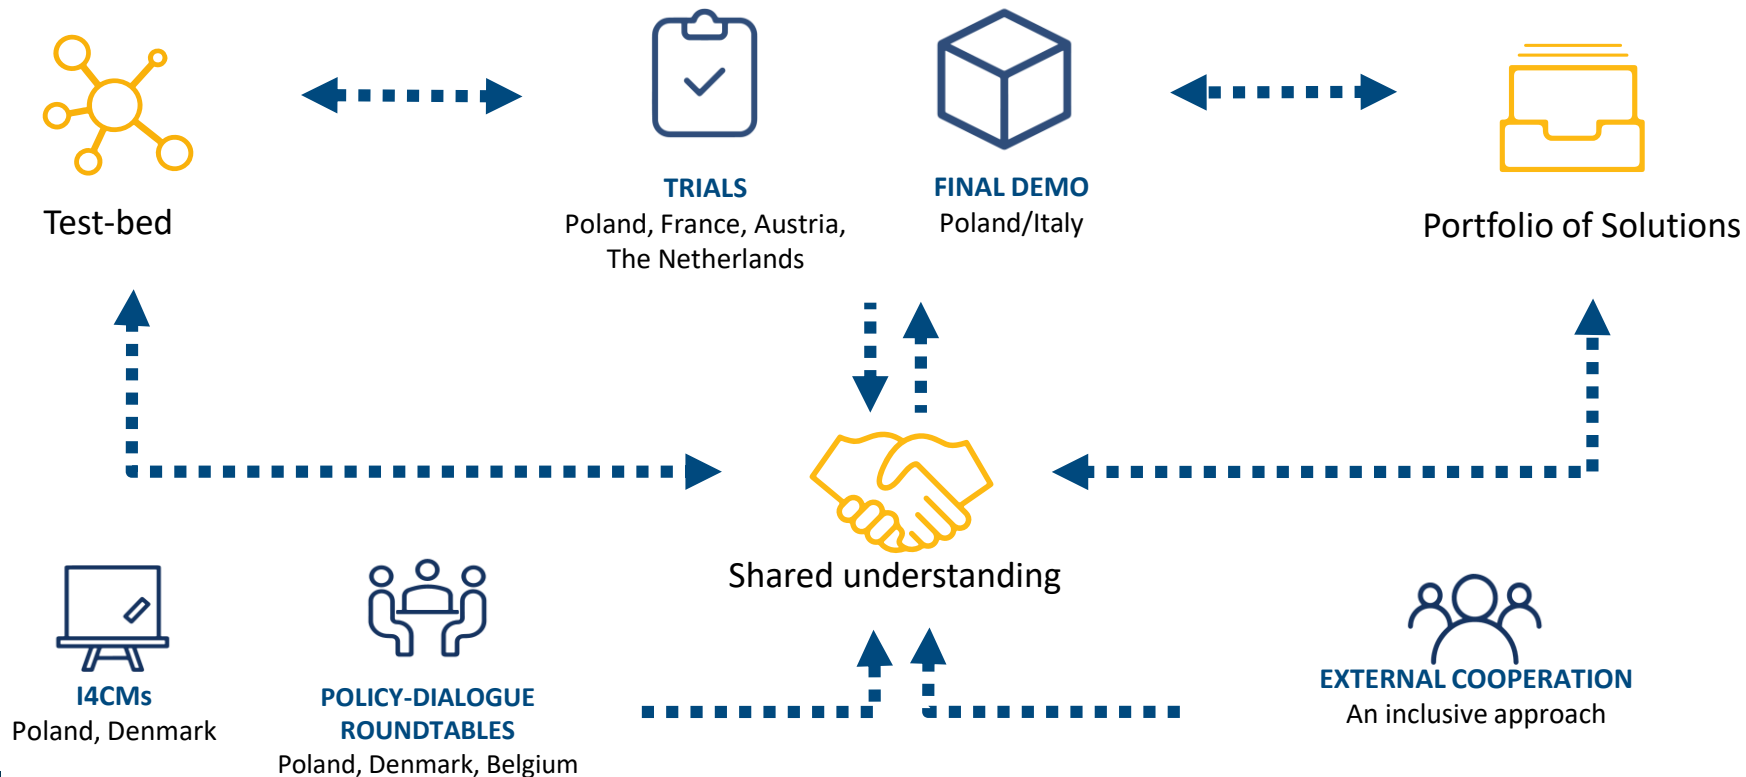 Test-bed
TRIALS
Poland, France, Austria,
The Netherlands
FINAL DEMO
Poland/Italy
Portfolio of Solutions
Shared understanding
I4CMs
Poland, Denmark
POLICY-DIALOGUE
ROUNDTABLES
Poland, Denmark, Belgium
EXTERNAL COOPERATION
An inclusive approach